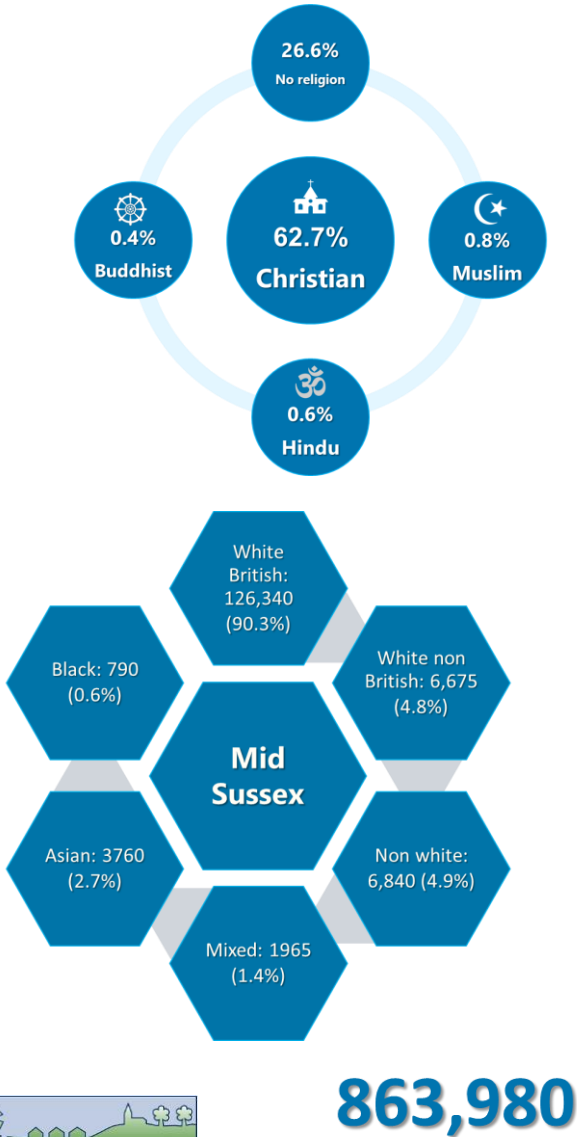 26.6%
No religion
0.4%
Buddhist
62.7%
Christian
0.8%
Muslim
ॐ
0.6%
Hindu
White
British:
126,340
(90.3%)
White non
British: 6,675
(4.8%)
Black: 790
(0.6%)
Mid
Sussex
Asian: 3760
(2.7%)
Non white:
6,840 (4.9%)
Mixed: 1965
(1.4%)
863,980